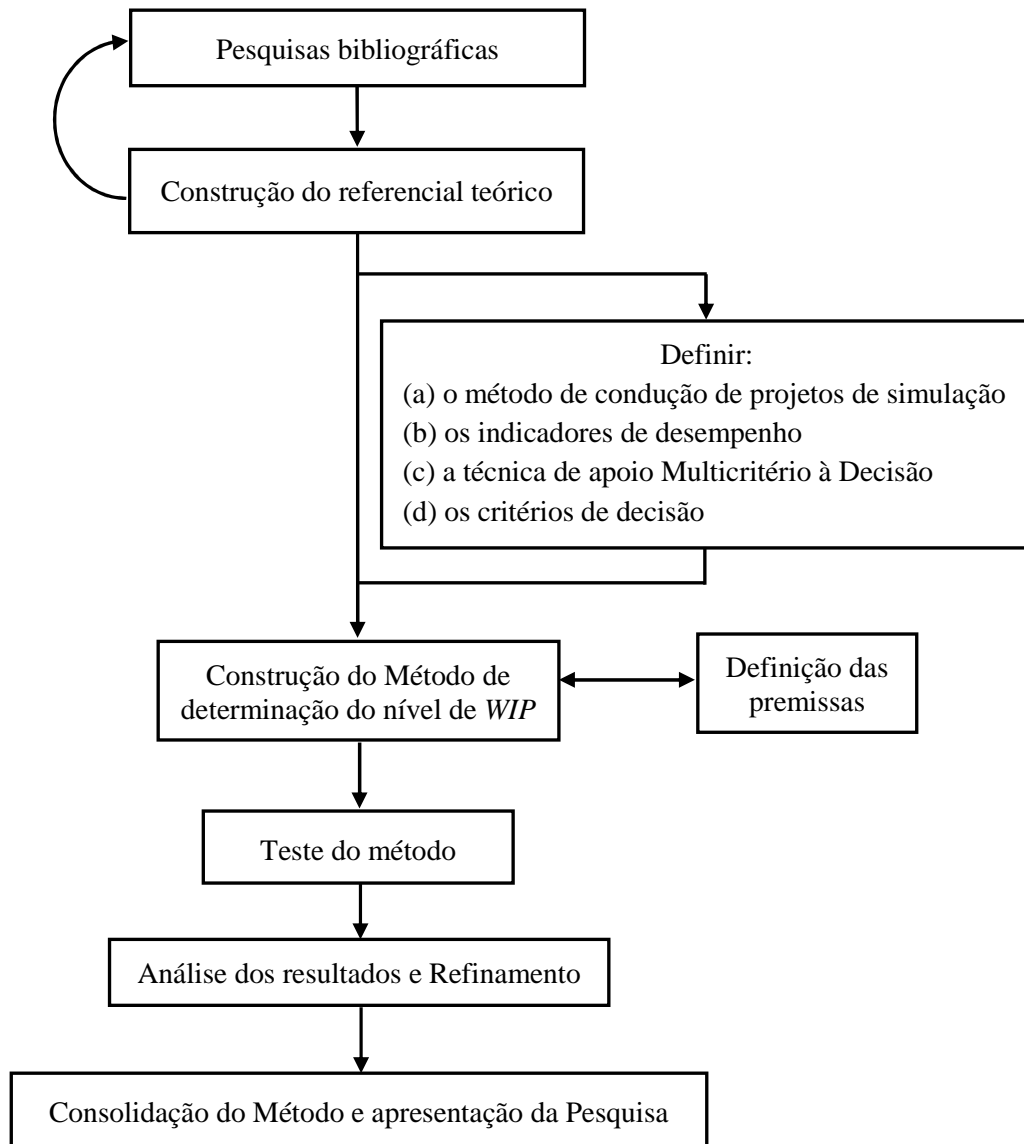 Pesquisas bibliográficas
Construção do referencial teórico
Definir:
(a) o método de condução de projetos de simulação
(b) os indicadores de desempenho
(c) a técnica de apoio Multicritério à Decisão
(d) os critérios de decisão
Construção do Método de
determinação do nível de WIP
Definição das
premissas
Teste do método
Análise dos resultados e Refinamento
Consolidação do Método e apresentação da Pesquisa